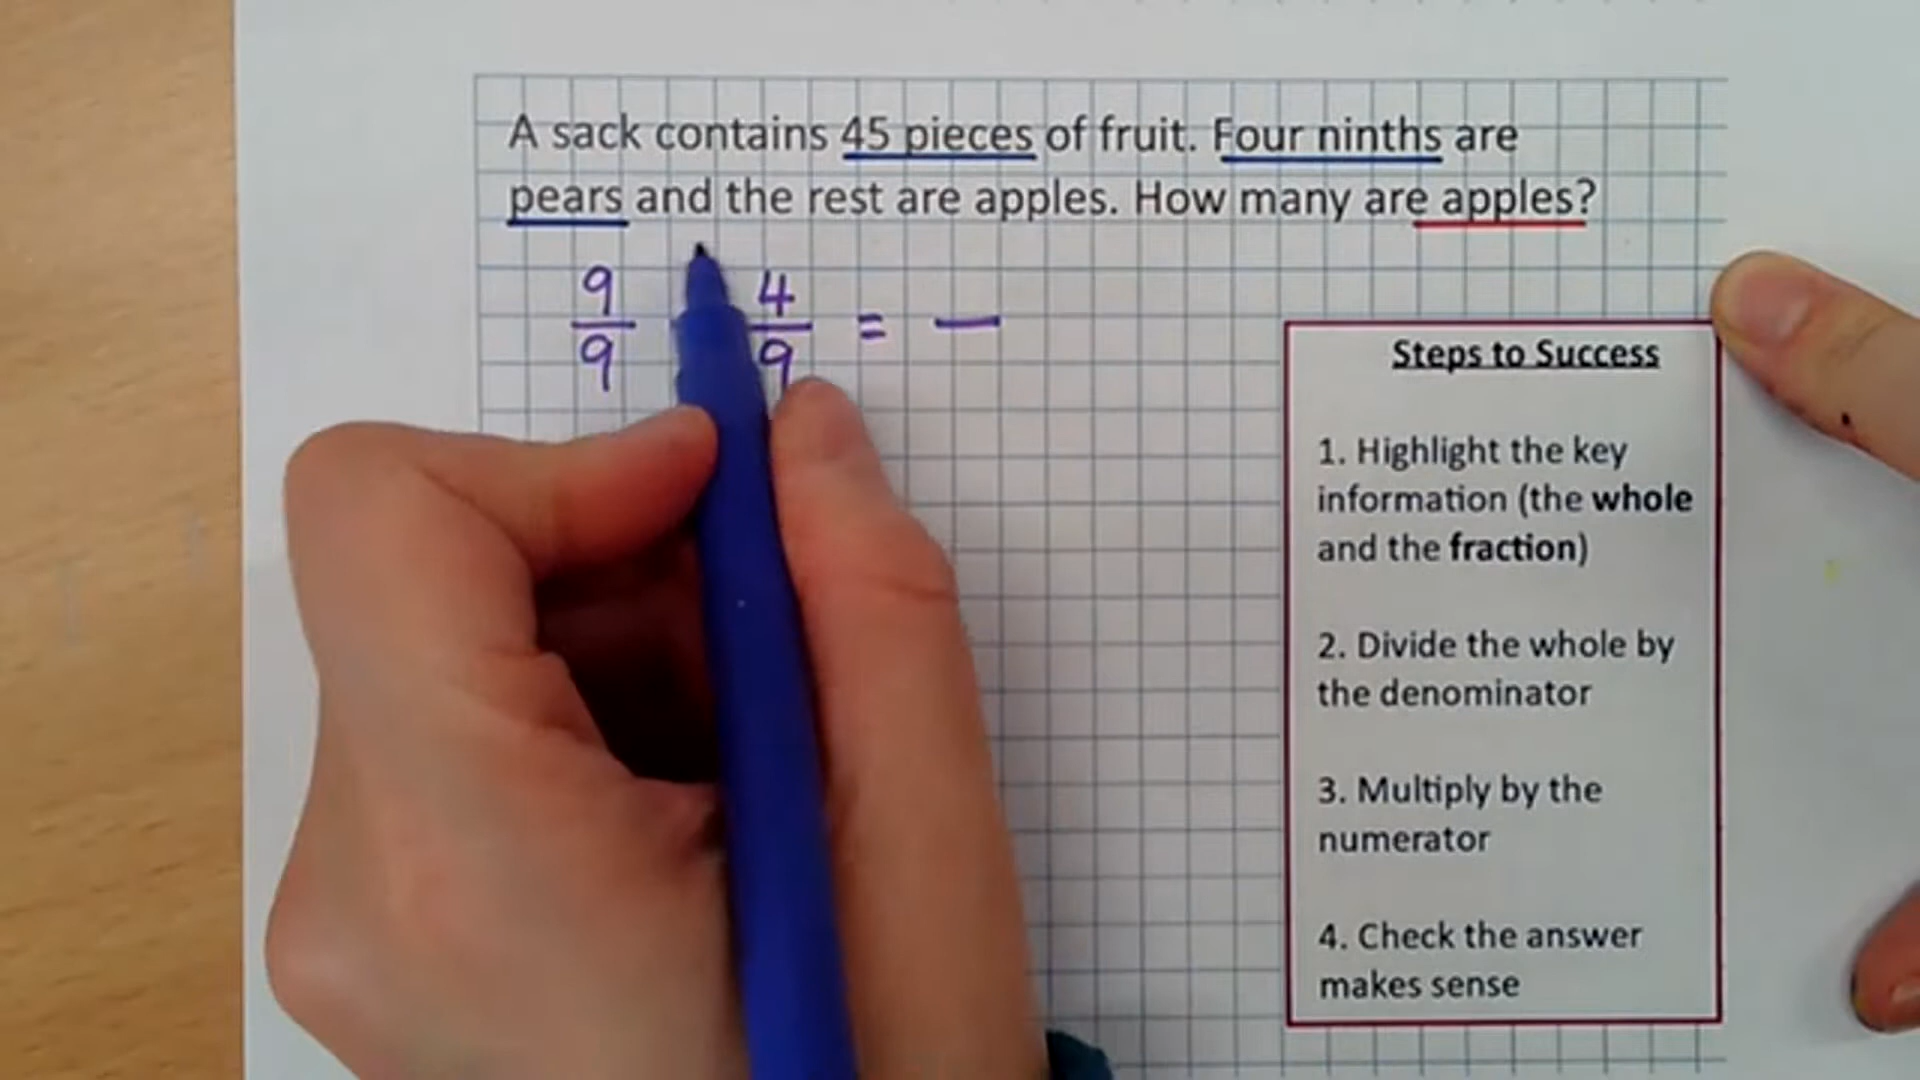 A sack contains 45 pieces of fruit. Four ninths are
pears and the rest are apples. How many are apples?
9 4
— — = —
9 9
Steps to Success
1. Highlight the key
information (the whole
and the fraction)
2. Divide the whole by
the denominator
3. Multiply by the
numerator
4. Check the answer
makes sense